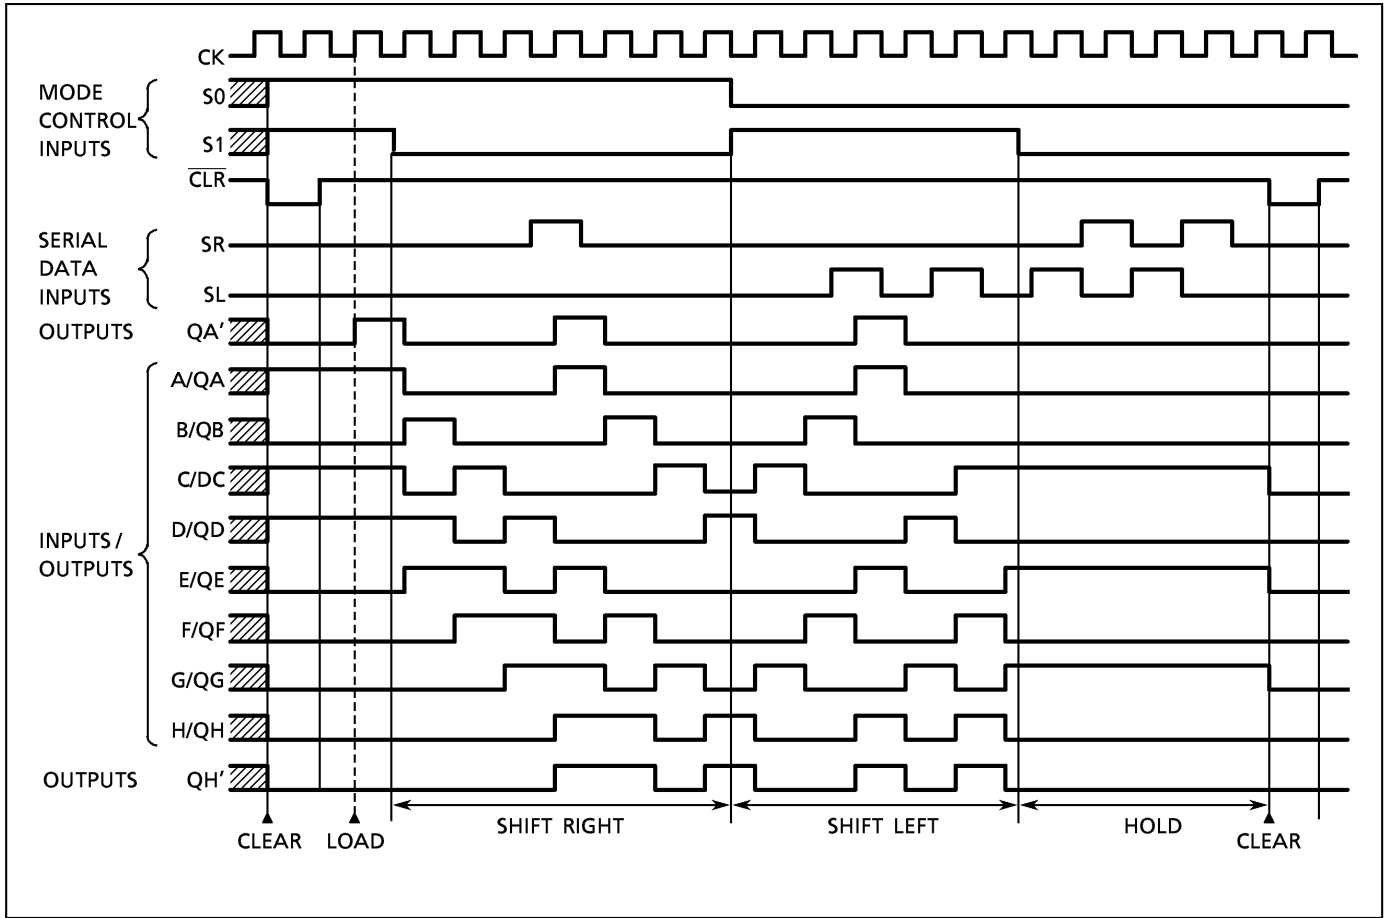 CK
MODE
CONTROL
INPUTS
S0
S1
CLR
SERIAL
DATA
INPUTS
SR
SL
OUTPUTS
QA'
A/QA
B/QB
C/DC
D/QD
INPUTS /
OUTPUTS
E/QE
F/QF
G/QG
H/QH
OUTPUTS
QH'
SHIFT RIGHT
SHIFT LEFT
HOLD
CLEAR
LOAD
CLEAR